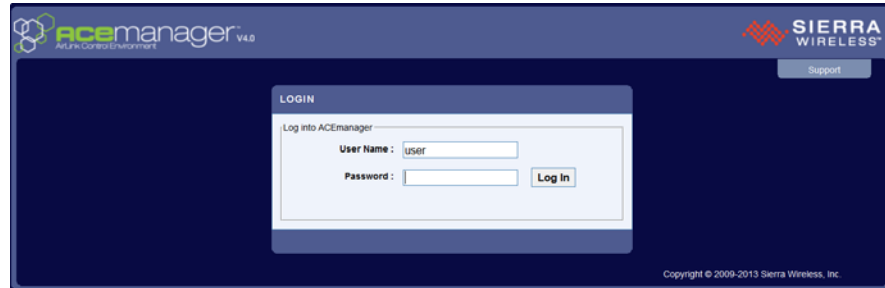 ACEmanager V4.0
AirLink Control Environment
SIERRA
WIRELESS™
Support
LOGIN
Log into ACEmanager
User Name : user
Password :
Log In
Copyright © 2009-2013 Sierra Wireless, Inc.